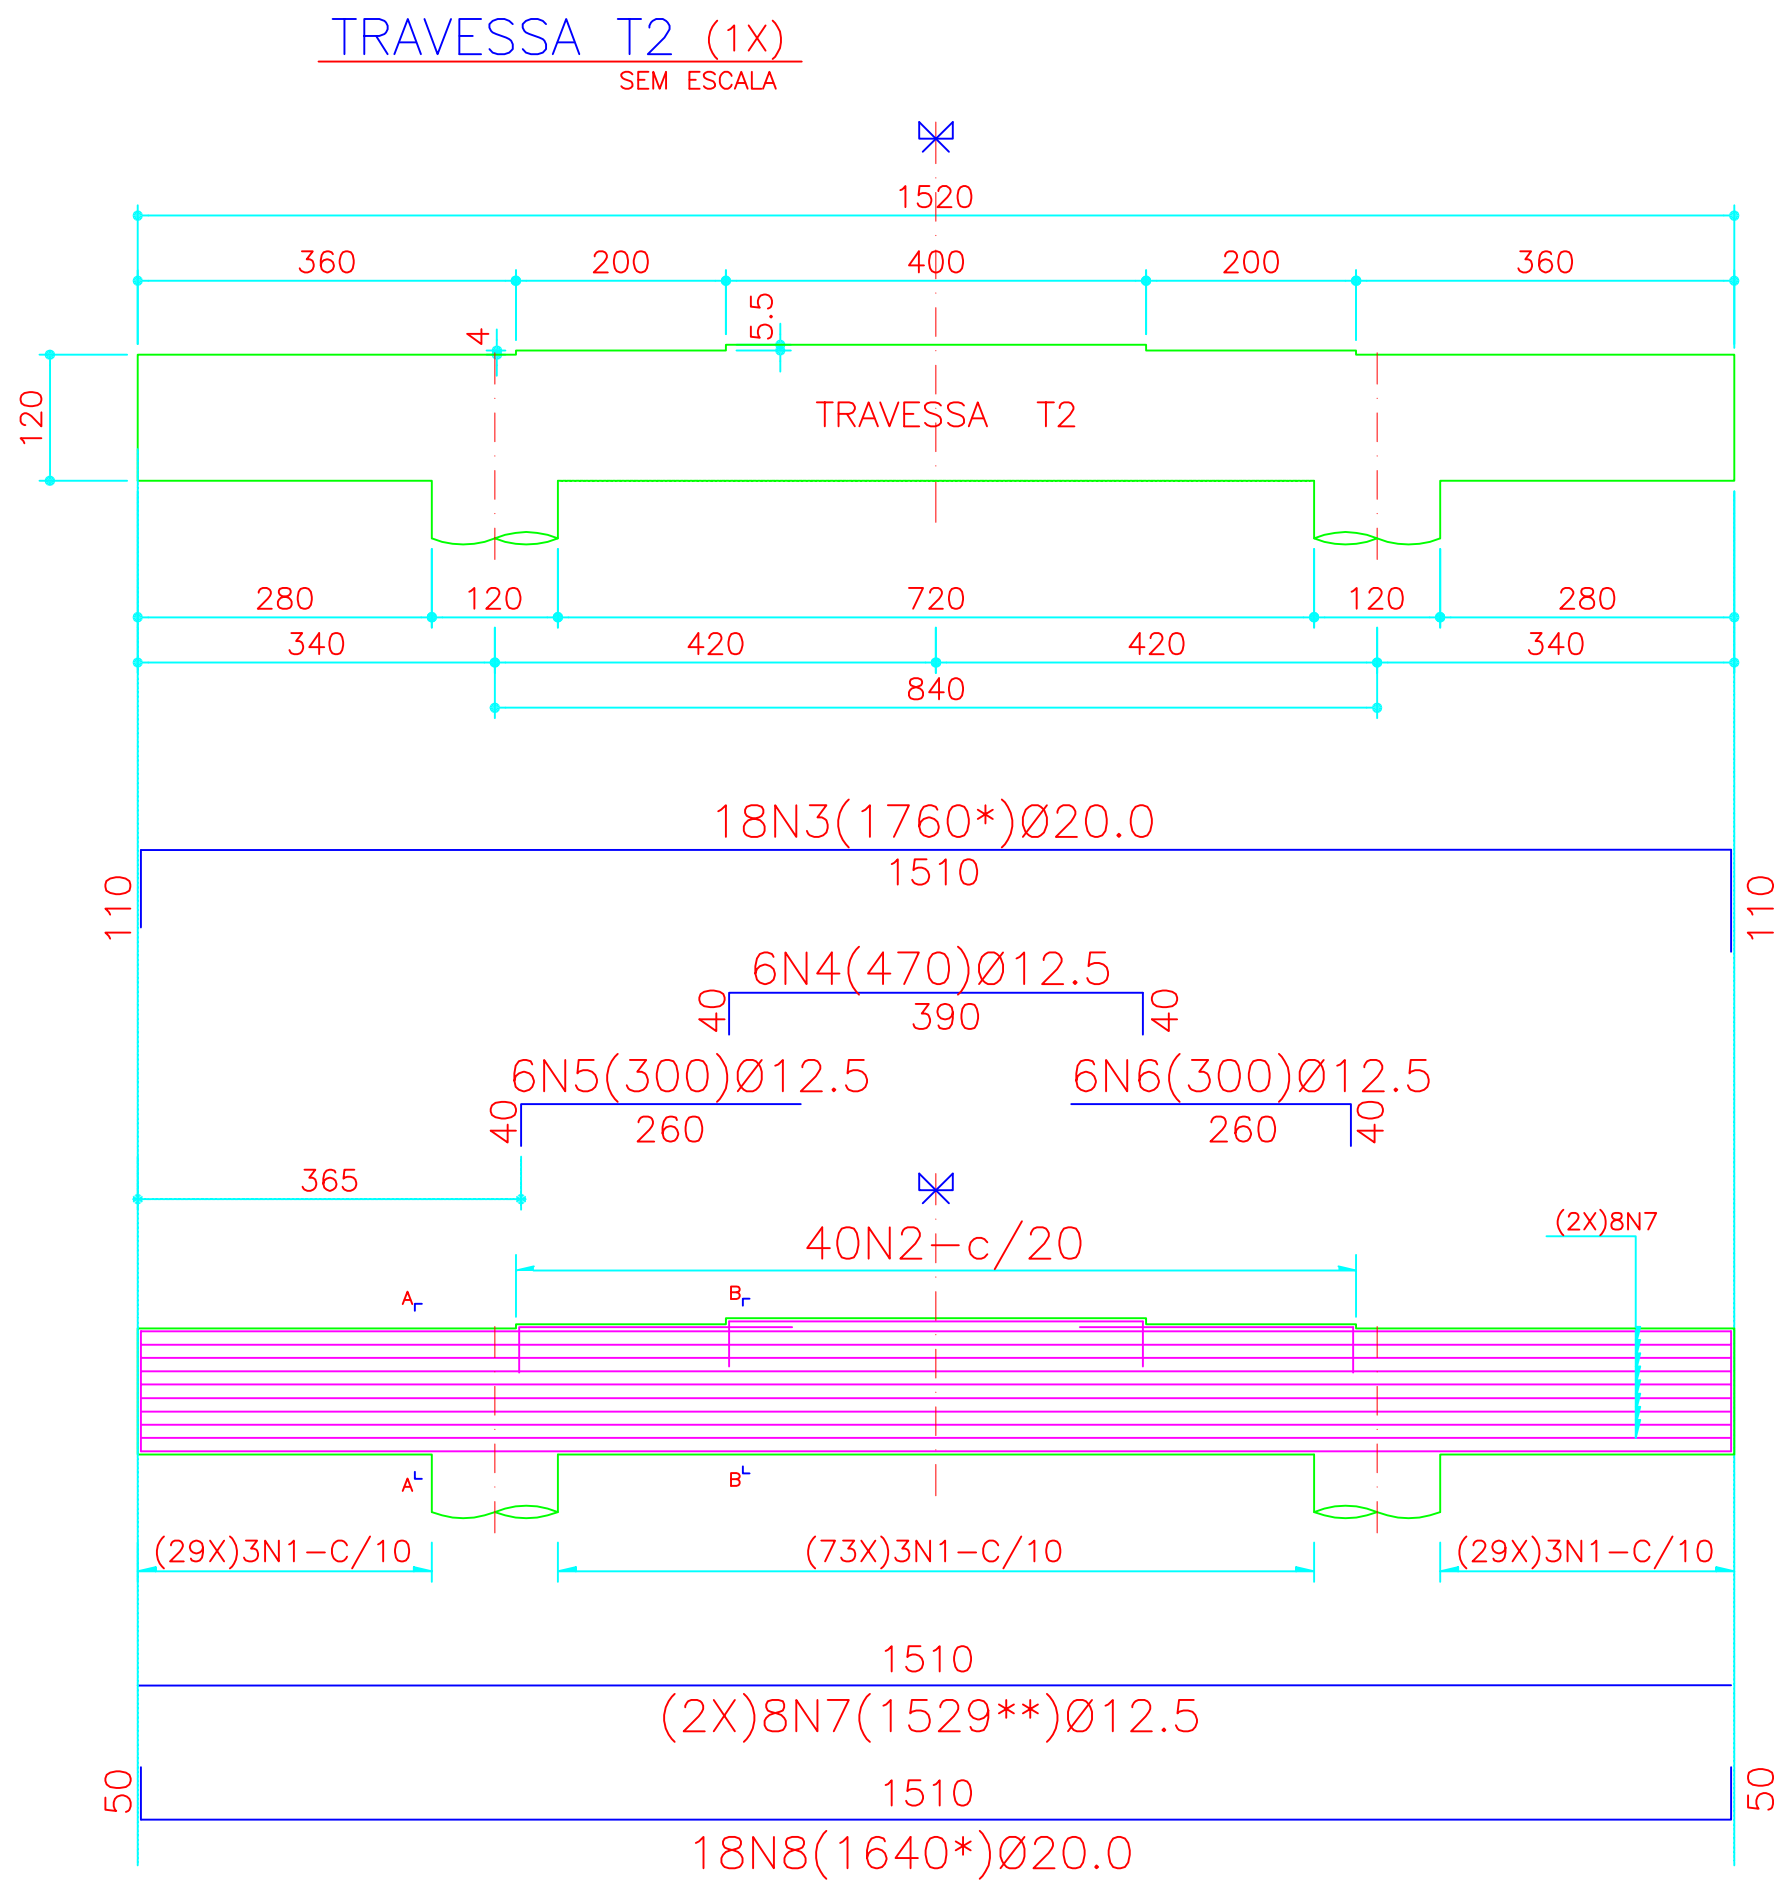 TRAVESSA T2 (1X)
SEM ESCALA
1520
360 200 400 200 360
4 5.5
120
TRAVESSA T2
280 120 720 120 280
340 420 420 340
840
18N3(1760*)Ø20.0
1510
110 110
6N4(470)Ø12.5
40 390 40
6N5(300)Ø12.5 6N6(300)Ø12.5
40 260 260 40
365
(2X)8N7
40N2-c/20
A B
A B
(29X)3N1-C/10 (73X)3N1-C/10 (29X)3N1-C/10
1510
(2X)8N7(1529**)Ø12.5
50 1510 50
18N8(1640*)Ø20.0